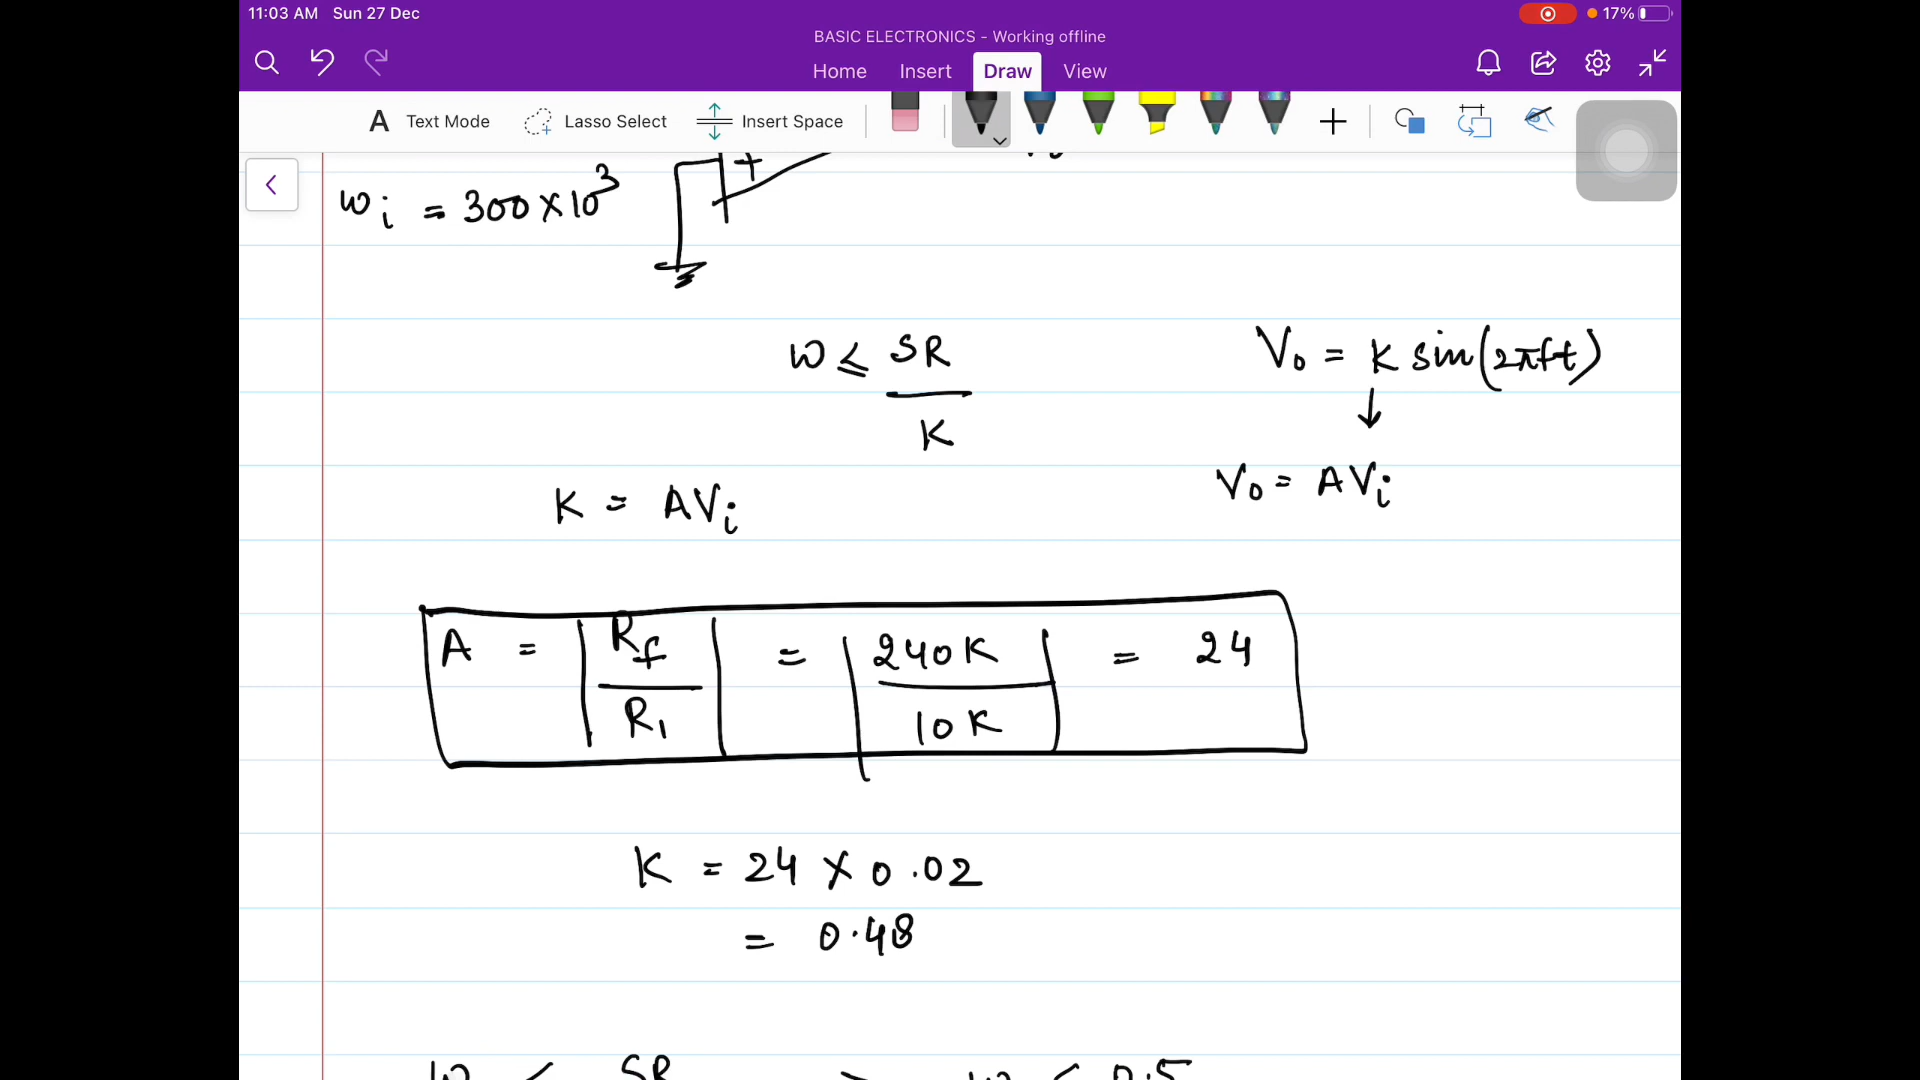 11:03 AM Sun 27 Dec
17%
BASIC ELECTRONICS - Working offline
Home Insert Draw View
Text Mode Lasso Select Insert Space
ωi = 300 × 10³
+
ω ≤ SR / K
Vo = K sin(2πft)
↓
K = AVi
Vo = AVi
A = |Rf / R1| = |240K / 10K| = 24
K = 24 × 0.02
= 0.48
SR